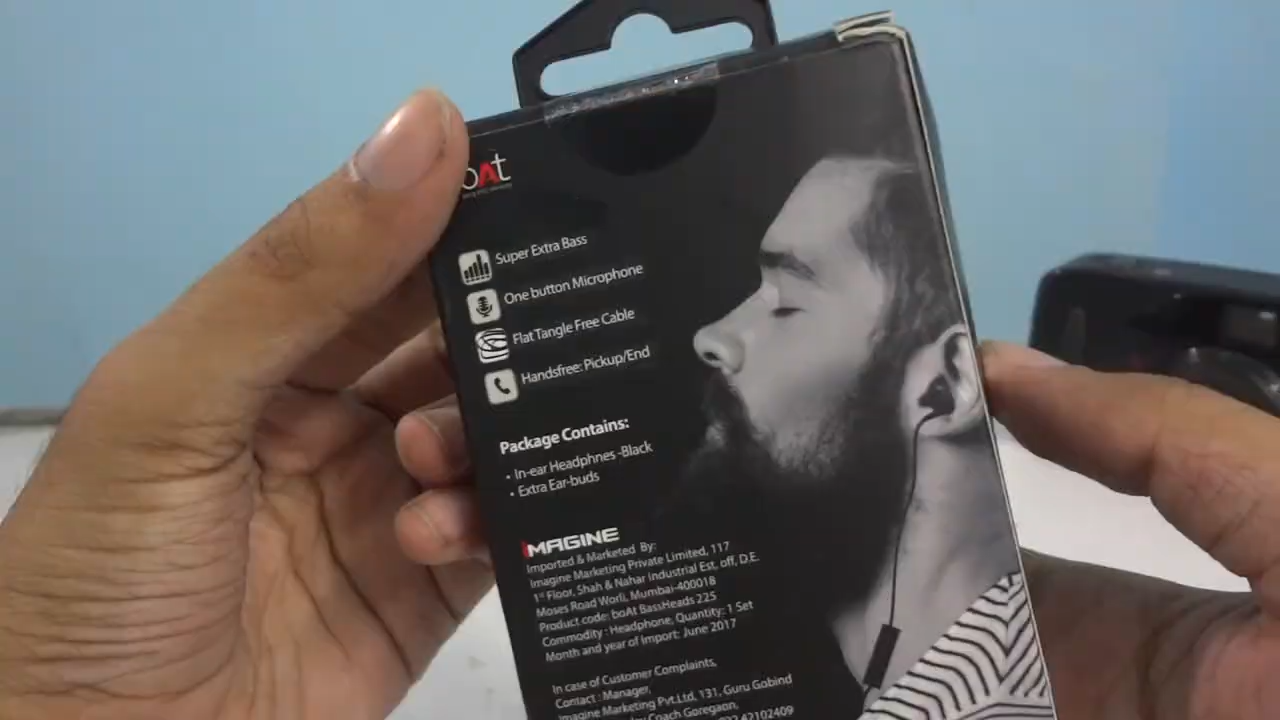 boAt
Super Extra Bass
One button Microphone
Flat Tangle Free Cable
Handsfree: Pickup/End
Package Contains:
• In-ear Headphnes -Black
• Extra Ear-buds
iMAGINE
Imported & Marketed By:
Imagine Marketing Private Limited, 117
1st Floor, Shah & Nahar Industrial Est, off, D.E.
Moses Road Worli, Mumbai-400018
Product code: boAt BassHeads 225
Commodity : Headphone, Quantity: 1 Set
Month and year of Import: June 2017
In case of Customer Complaints,
Contact : Manager,
Imagine Marketing Pvt.Ltd. 131, Guru Gobind
Coach Goregaon,
42102409